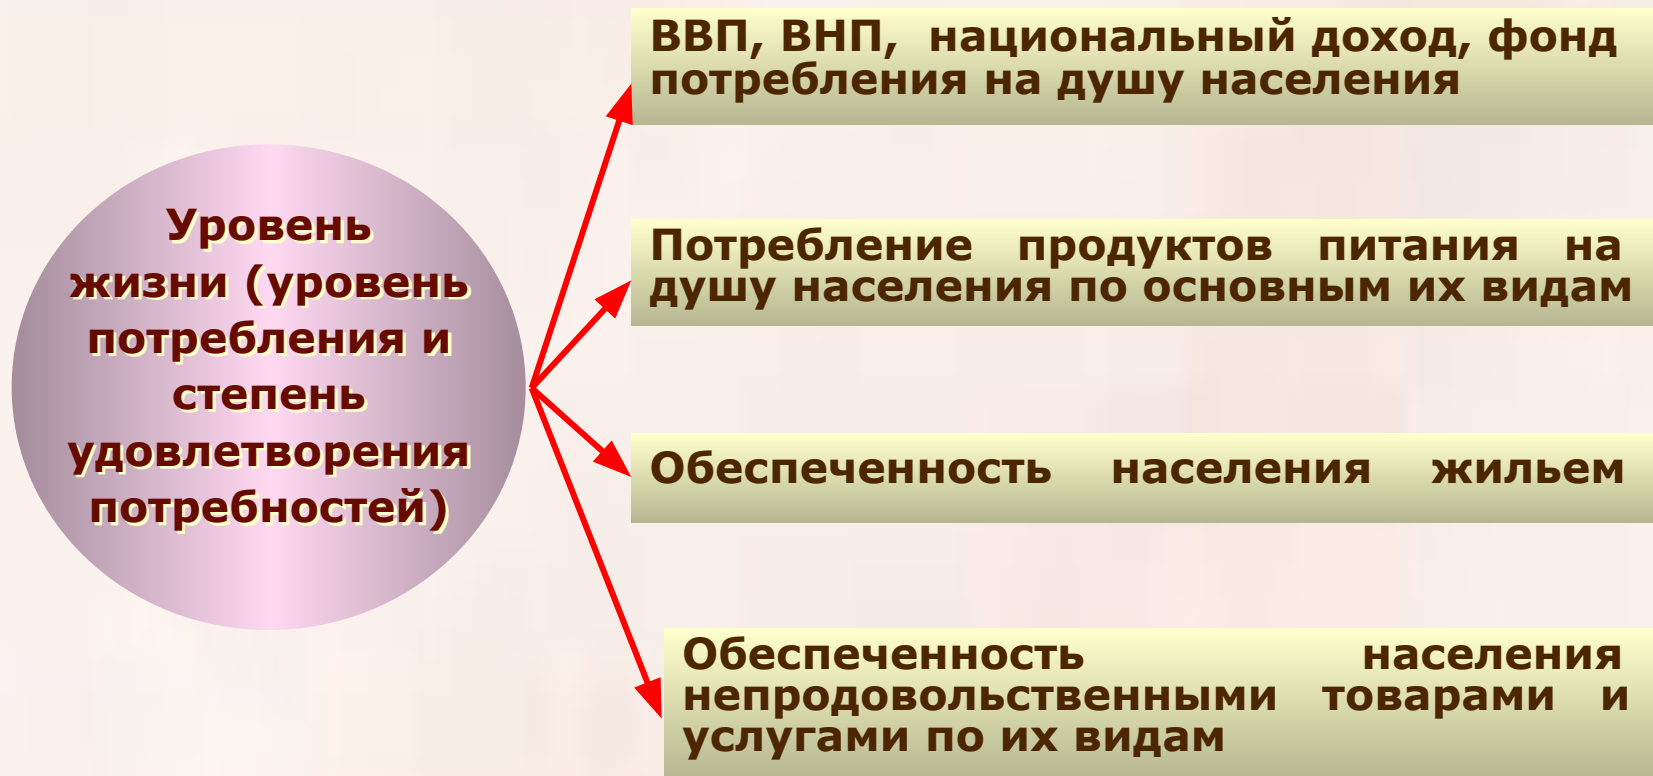 Уровень
жизни (уровень
потребления и
степень
удовлетворения
потребностей)
ВВП, ВНП, национальный доход, фонд
потребления на душу населения
Потребление продуктов питания на
душу населения по основным их видам
Обеспеченность населения жильем
Обеспеченность населения
непродовольственными товарами и
услугами по их видам